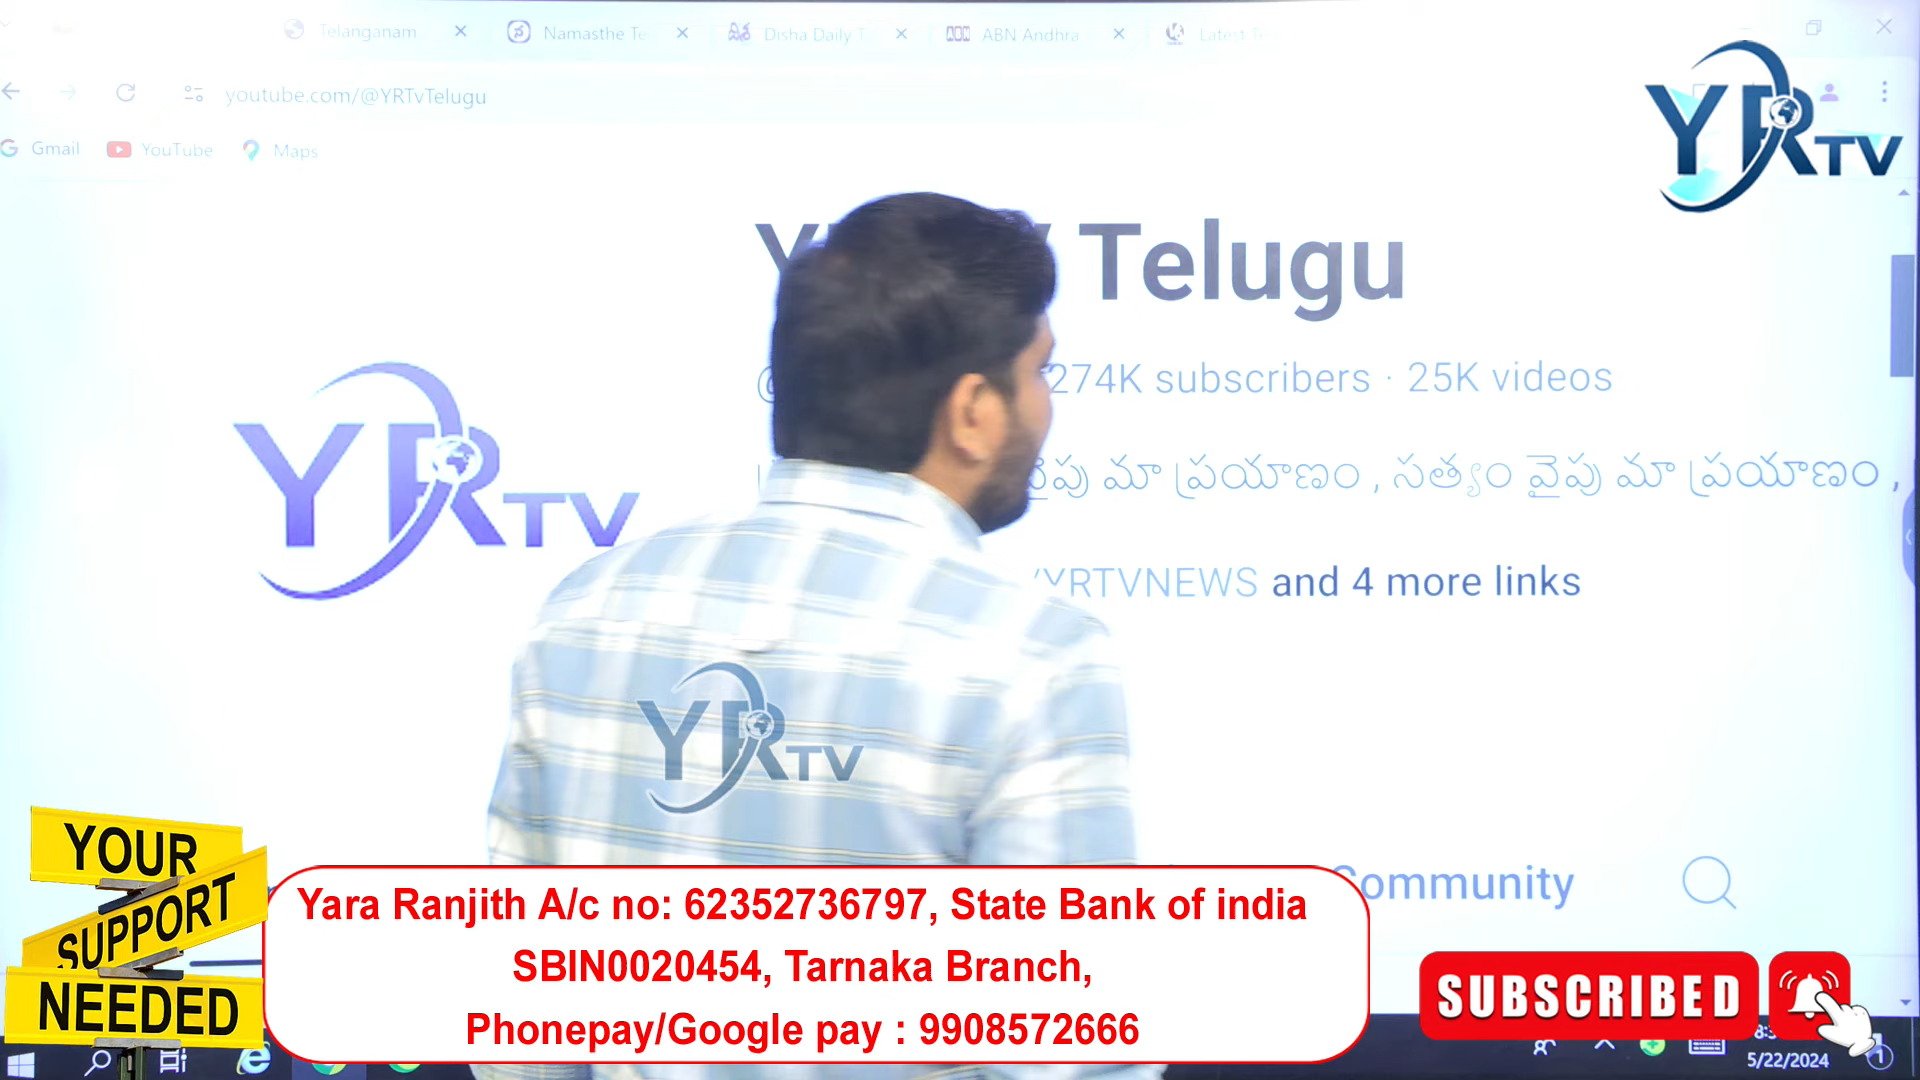 Telanganam
Namasthe Te
Disha Daily T
ABN Andhra
Latest Te
youtube.com/@YRTvTelugu
Gmail
YouTube
Maps
YRTV
Telugu
274K subscribers · 25K videos
YRTV
వైపు మా ప్రయాణం , సత్యం వైపు మా ప్రయాణం ,
/YRTVNEWS and 4 more links
YRTV
Community
YOUR
SUPPORT
NEEDED
Yara Ranjith A/c no: 62352736797, State Bank of india
SBIN0020454, Tarnaka Branch,
Phonepay/Google pay : 9908572666
SUBSCRIBED
5/22/2024